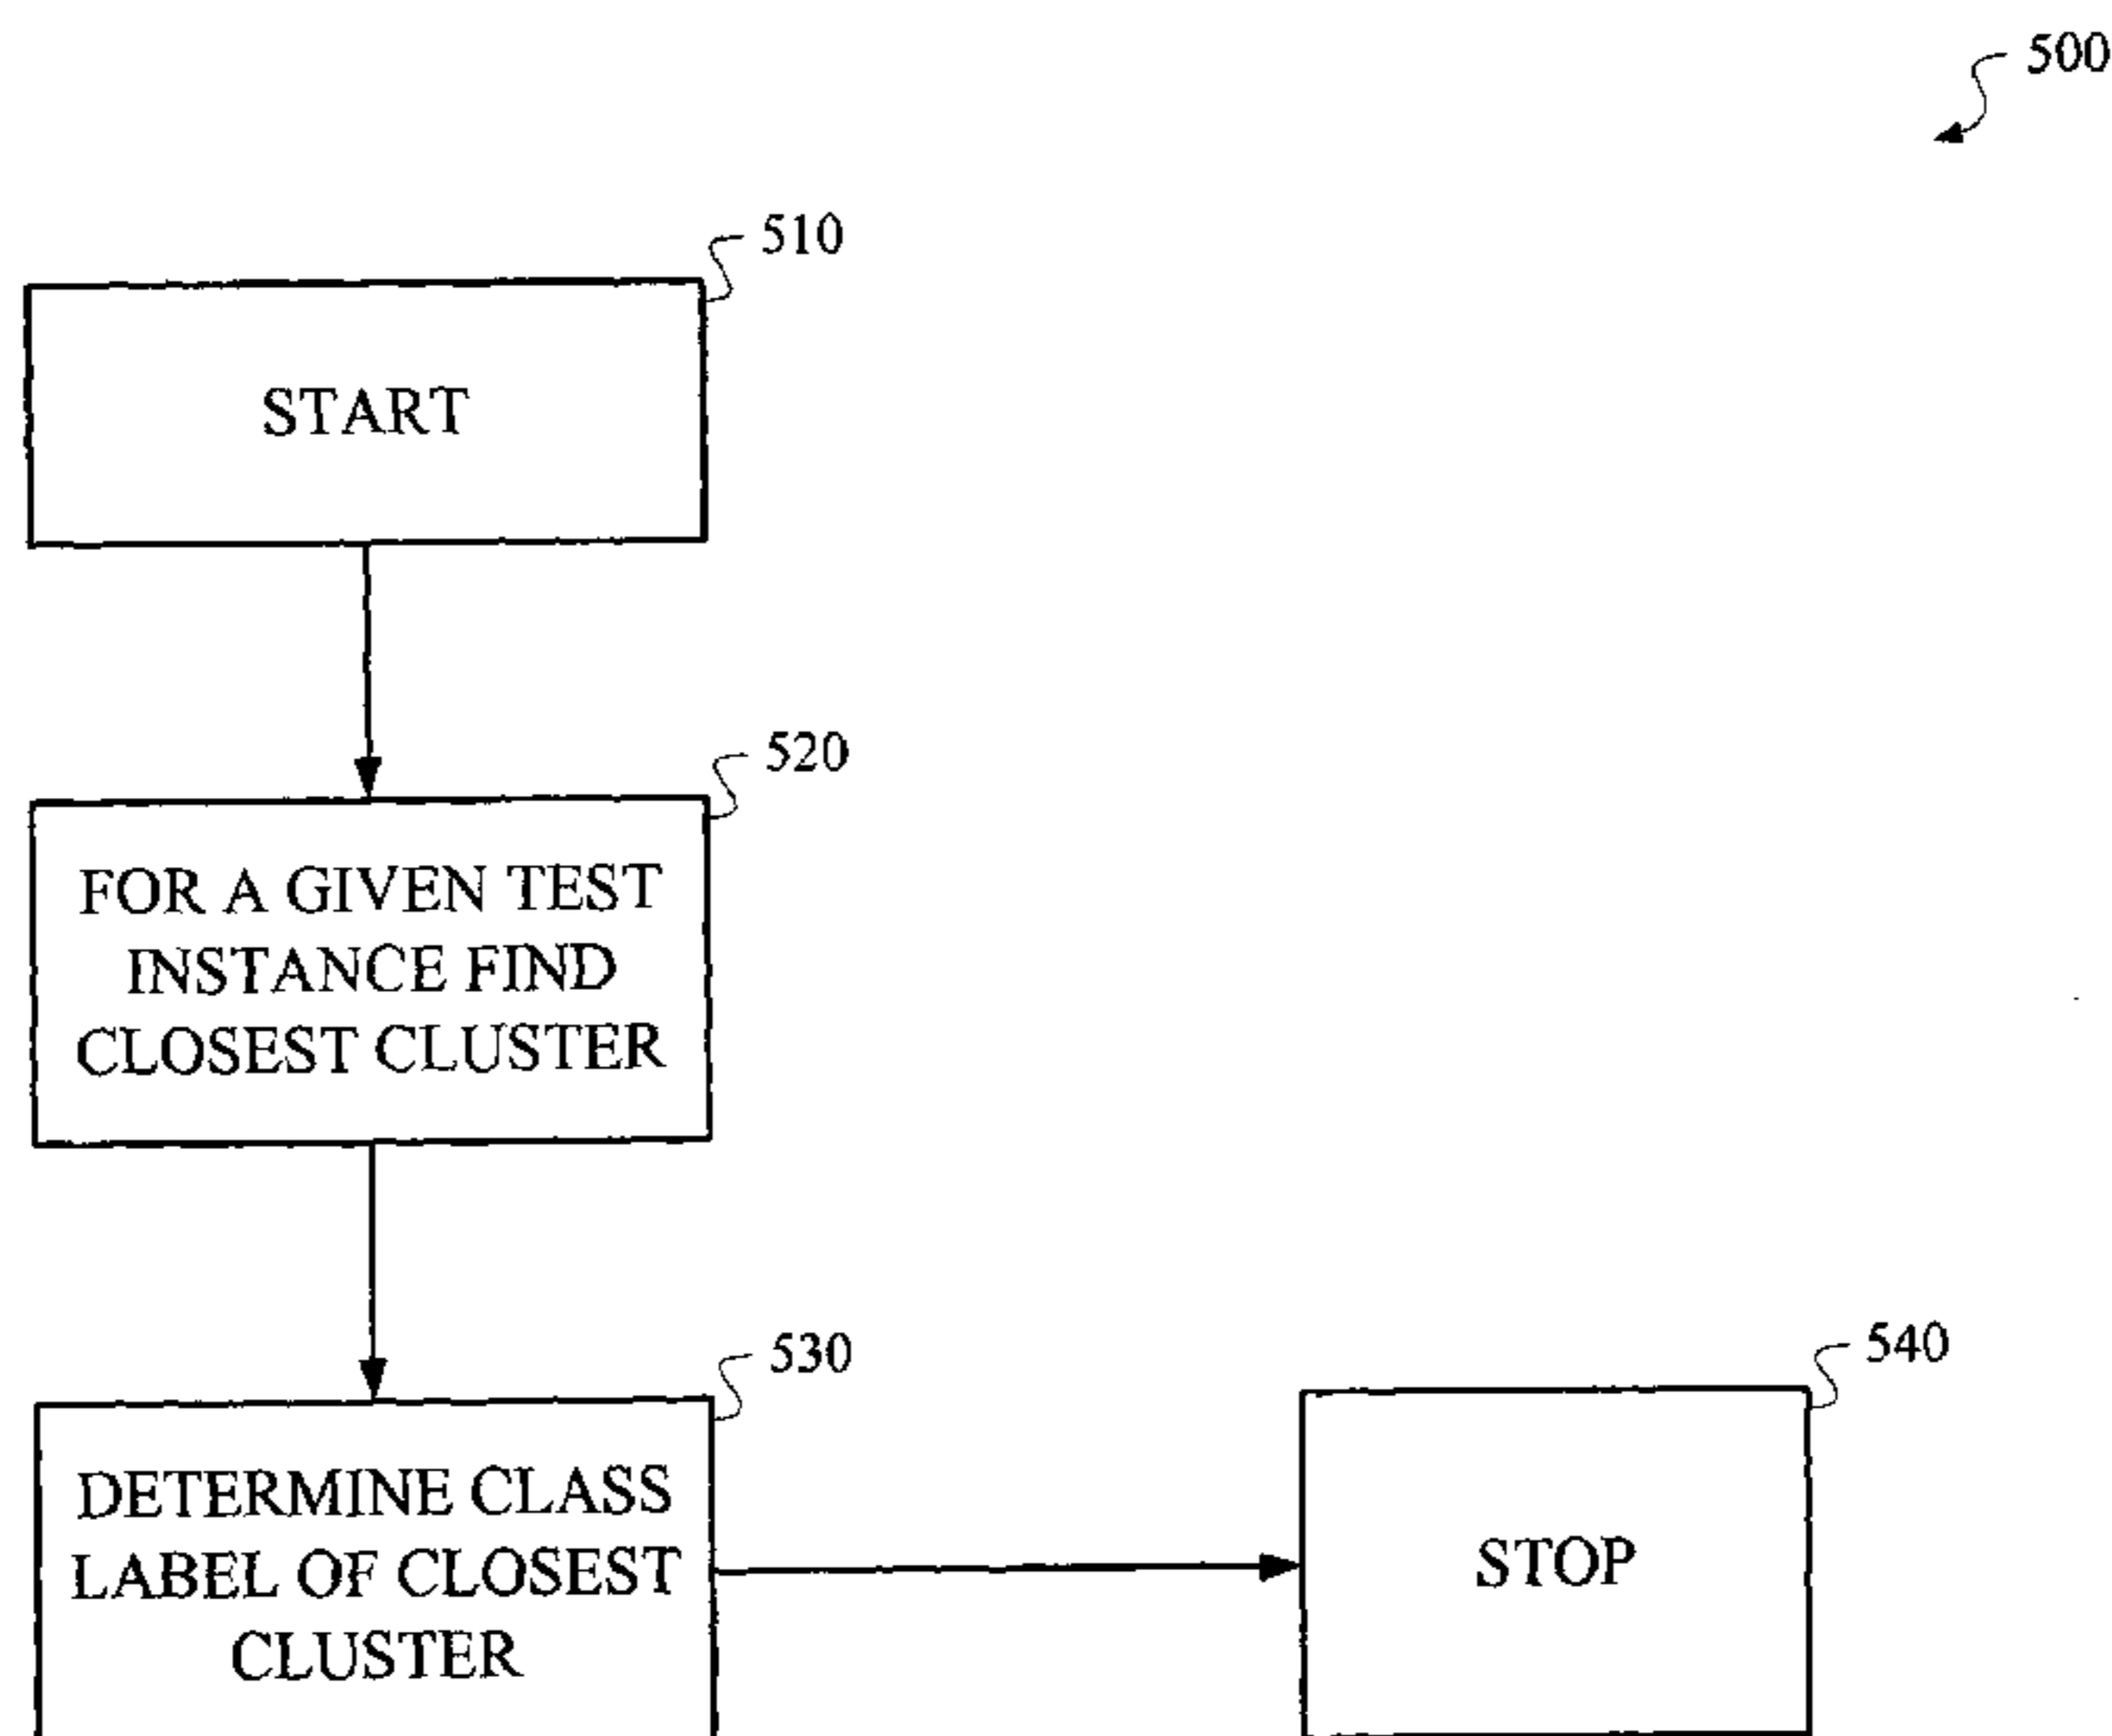 500
510
START
520
FOR A GIVEN TEST
INSTANCE FIND
CLOSEST CLUSTER
530
DETERMINE CLASS
LABEL OF CLOSEST
CLUSTER
540
STOP